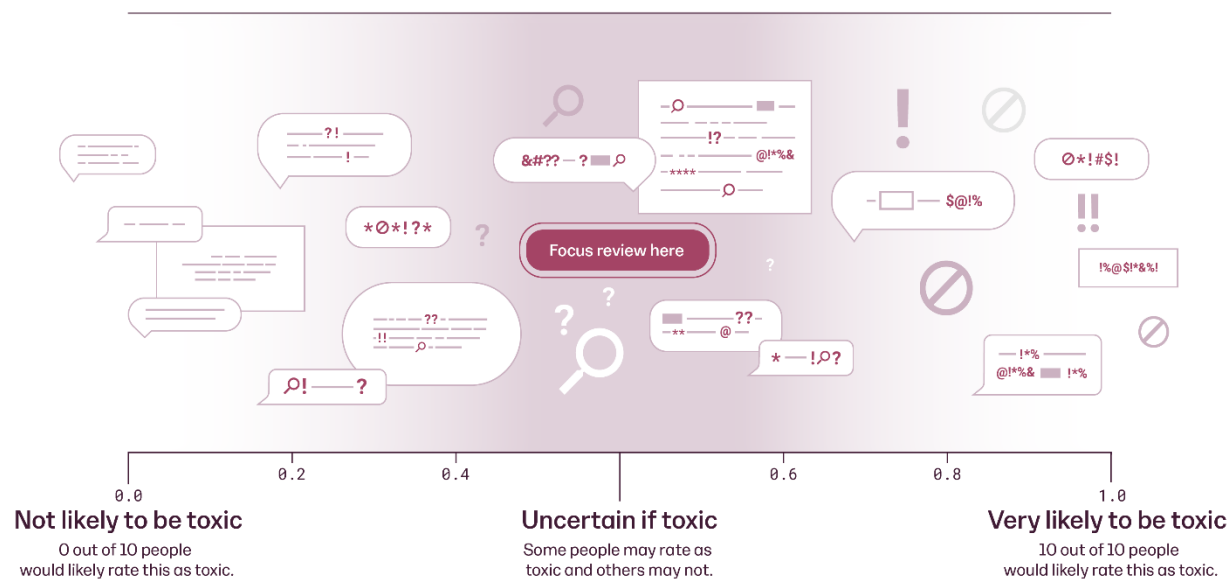 ?!
!
&#?? — ?
!?
@!*%&
****
Ø*!#$!
$@!%
*Ø*!?*
?
Focus review here
?
!!
!%@$!*&%!
??
!!
?
?
??
** @
* — ! ?
! ?
!*%
@!*%& !*%
0.0
0.2
0.4
0.6
0.8
1.0
Not likely to be toxic
0 out of 10 people
would likely rate this as toxic.
Uncertain if toxic
Some people may rate as
toxic and others may not.
Very likely to be toxic
10 out of 10 people
would likely rate this as toxic.